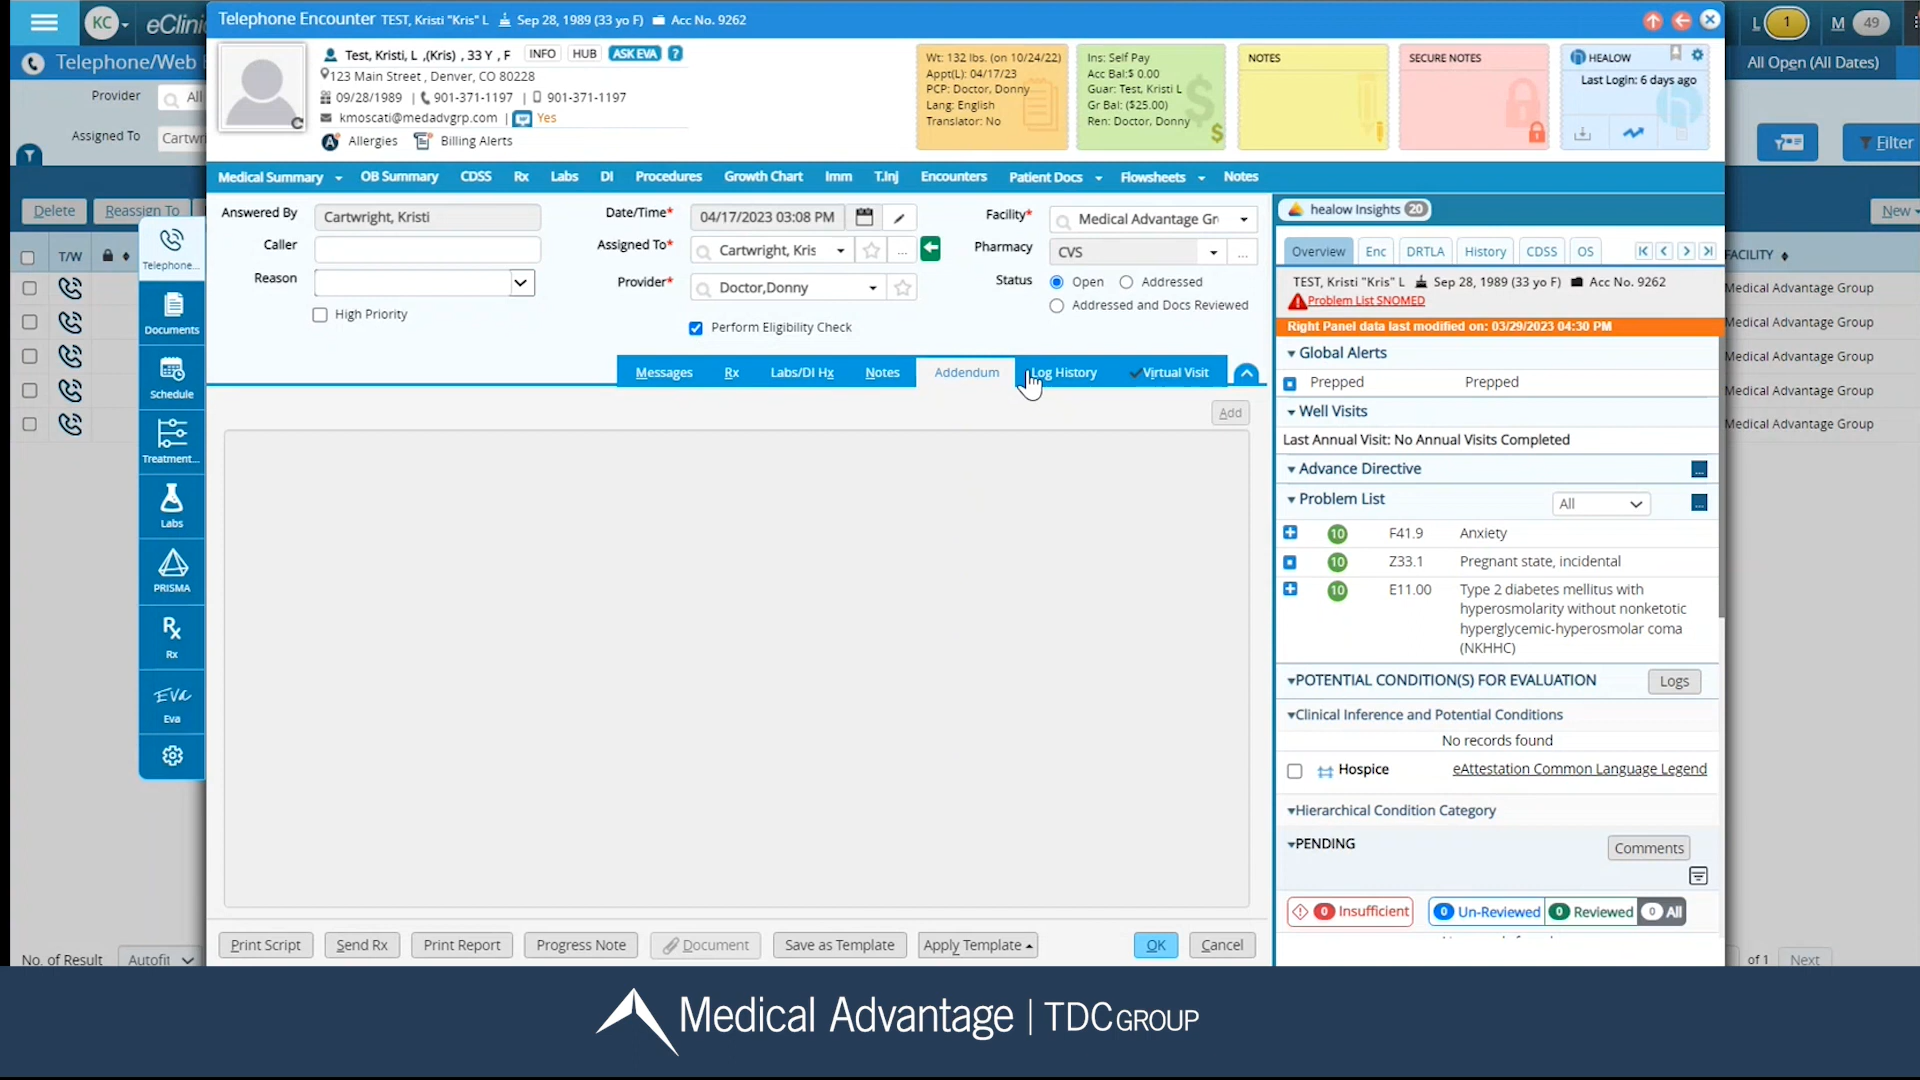 KC
eClinic
Telephone Encounter TEST, Kristi "Kris" L Sep 28, 1989 (33 yo F) Acc No. 9262
L 1 M 49
Telephone/Web
All Open (All Dates)
Provider All
Assigned To Cartwr
Filter
Delete Reassign To
New
T/W
FACILITY
Medical Advantage Group
Medical Advantage Group
Medical Advantage Group
Medical Advantage Group
Medical Advantage Group
No. of Result Autofit
of 1 Next
Telephone...
Documents
Schedule
Treatment...
Labs
PRISMA
Rx
Rx
Eva
Eva
Test, Kristi, L ,(Kris) , 33 Y , F INFO HUB ASK EVA ?
123 Main Street , Denver, CO 80228
09/28/1989 | 901-371-1197 | 901-371-1197
kmoscati@medadvgrp.com | Yes
A Allergies Billing Alerts
Wt: 132 lbs. (on 10/24/22)
Appt(L): 04/17/23
PCP: Doctor, Donny
Lang: English
Translator: No
Ins: Self Pay
Acc Bal:$ 0.00
Guar: Test, Kristi L
Gr Bal: ($25.00)
Ren: Doctor, Donny
NOTES
SECURE NOTES
HEALOW
Last Login: 6 days ago
Medical Summary OB Summary CDSS Rx Labs DI Procedures Growth Chart Imm T.Inj Encounters Patient Docs Flowsheets Notes
Answered By Cartwright, Kristi
Caller
Reason
High Priority
Date/Time* 04/17/2023 03:08 PM
Assigned To* Cartwright, Kris ...
Provider* Doctor,Donny
Perform Eligibility Check
Facility* Medical Advantage Gr
Pharmacy CVS ...
Status Open Addressed
Addressed and Docs Reviewed
Messages Rx Labs/DI Hx Notes Addendum Log History Virtual Visit
Add
Print Script Send Rx Print Report Progress Note Document Save as Template Apply Template OK Cancel
healow Insights 20
Overview Enc DRTLA History CDSS OS
TEST, Kristi "Kris" L Sep 28, 1989 (33 yo F) Acc No. 9262
Problem List SNOMED
Right Panel data last modified on: 03/29/2023 04:30 PM
Global Alerts
Prepped Prepped
Well Visits
Last Annual Visit: No Annual Visits Completed
Advance Directive ...
Problem List All ...
10 F41.9 Anxiety
10 Z33.1 Pregnant state, incidental
10 E11.00 Type 2 diabetes mellitus with
hyperosmolarity without nonketotic
hyperglycemic-hyperosmolar coma
(NKHHC)
POTENTIAL CONDITION(S) FOR EVALUATION Logs
Clinical Inference and Potential Conditions
No records found
Hospice eAttestation Common Language Legend
Hierarchical Condition Category
PENDING Comments
0 Insufficient 0 Un-Reviewed 0 Reviewed 0 All
Medical Advantage | TDCGROUP